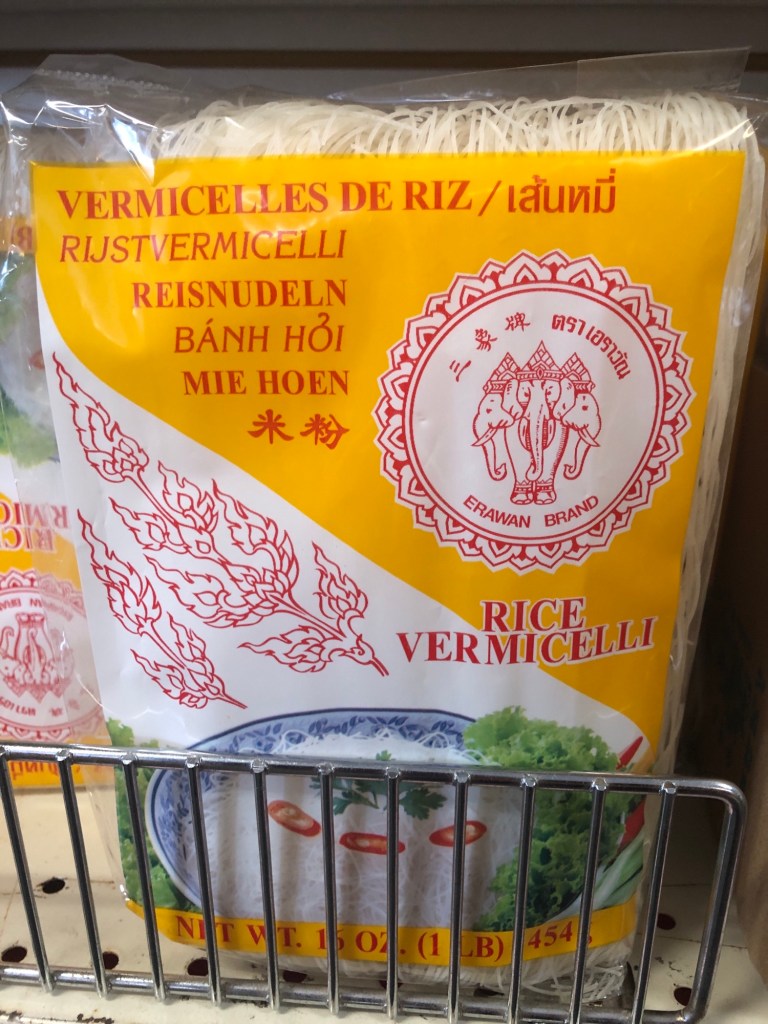 VERMICELLES DE RIZ / เส้นหมี่
RIJSTVERMICELLI
REISNUDELN
BÁNH HỎI
MIE HOEN
米粉
三象牌 ตราเอราวัณ
ERAWAN BRAND
RICE
VERMICELLI
NET WT. 16 OZ. (1 LB) 454 g